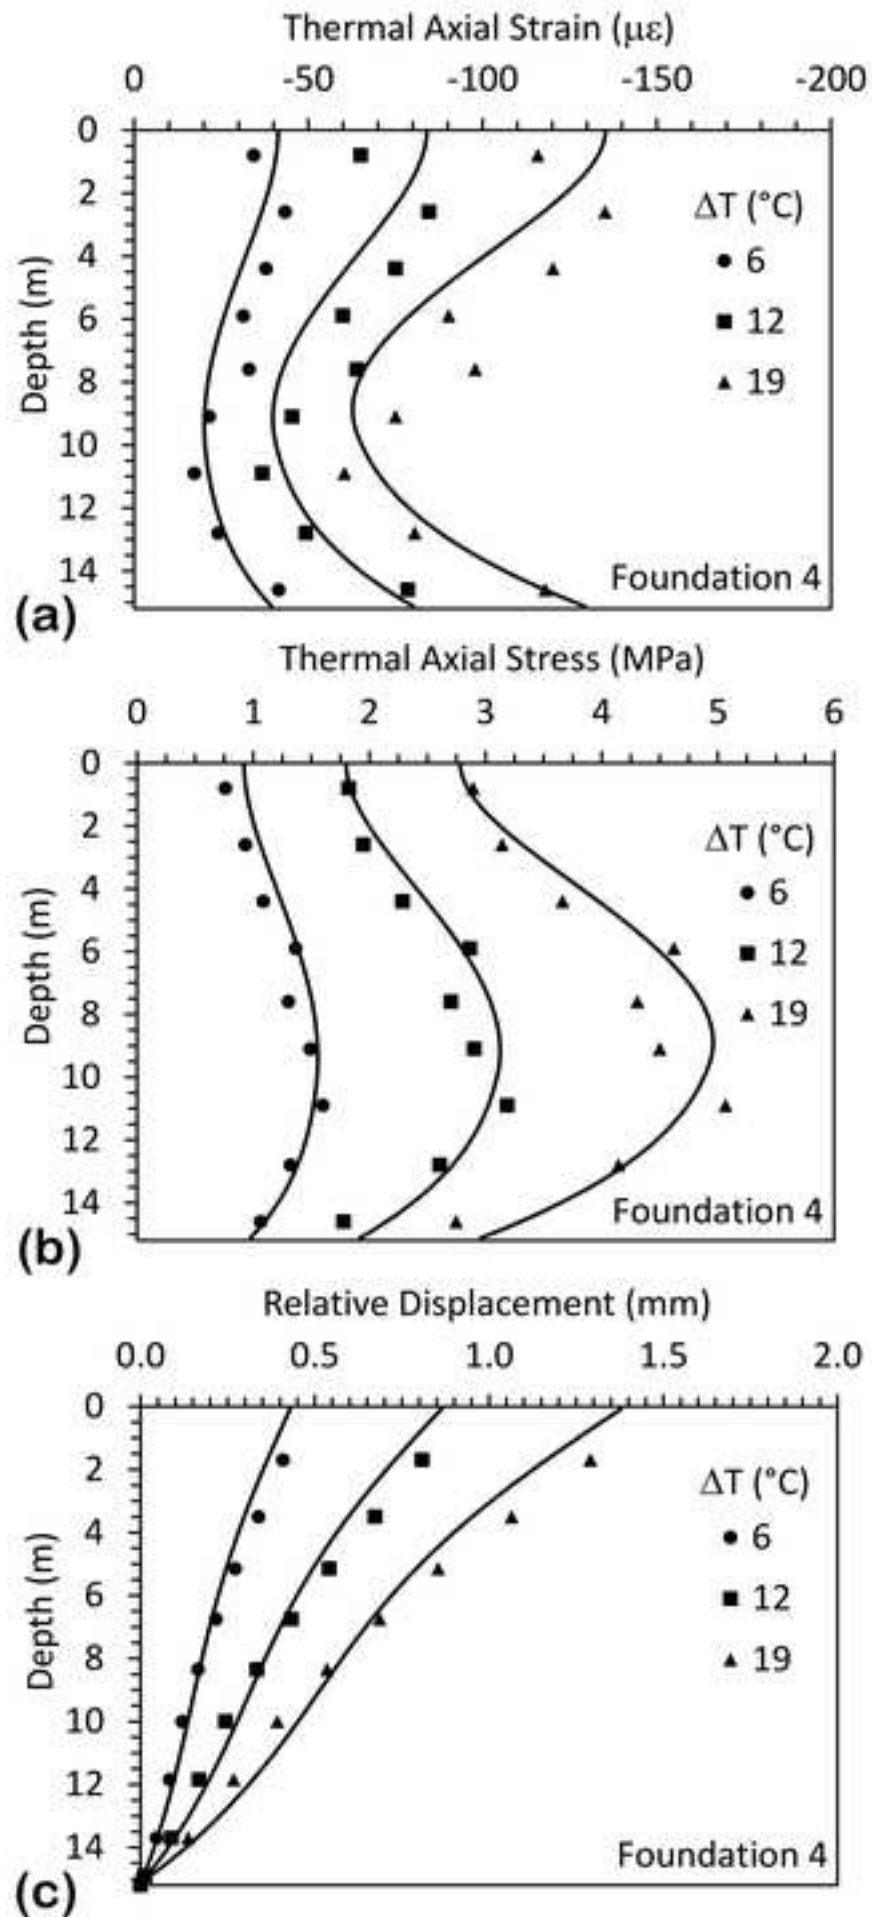 Thermal Axial Strain (με)
0 -50 -100 -150 -200
0
2
4
6
8
10
12
14
Depth (m)
ΔT (°C)
6
12
19
Foundation 4
(a)
Thermal Axial Stress (MPa)
0 1 2 3 4 5 6
0
2
4
6
8
10
12
14
Depth (m)
ΔT (°C)
6
12
19
Foundation 4
(b)
Relative Displacement (mm)
0.0 0.5 1.0 1.5 2.0
0
2
4
6
8
10
12
14
Depth (m)
ΔT (°C)
6
12
19
Foundation 4
(c)